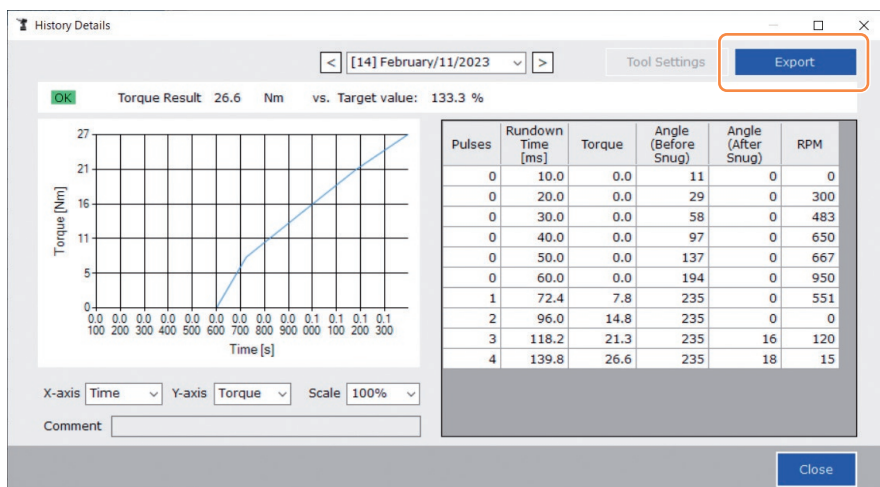 History Details
< [14] February/11/2023 > Tool Settings Export
OK Torque Result 26.6 Nm vs. Target value: 133.3 %
27
21
16
11
5
0
Torque [Nm]
0.0 0.0 0.0 0.0 0.0 0.0 0.0 0.0 0.0 0.1 0.1 0.1 0.1
100 200 300 400 500 600 700 800 900 000 100 200 300
Time [s]
Pulses Rundown Time [ms] Torque Angle (Before Snug) Angle (After Snug) RPM
0 10.0 0.0 11 0 0
0 20.0 0.0 29 0 300
0 30.0 0.0 58 0 483
0 40.0 0.0 97 0 650
0 50.0 0.0 137 0 667
0 60.0 0.0 194 0 950
1 72.4 7.8 235 0 551
2 96.0 14.8 235 0 0
3 118.2 21.3 235 16 120
4 139.8 26.6 235 18 15
X-axis Time Y-axis Torque Scale 100%
Comment
Close